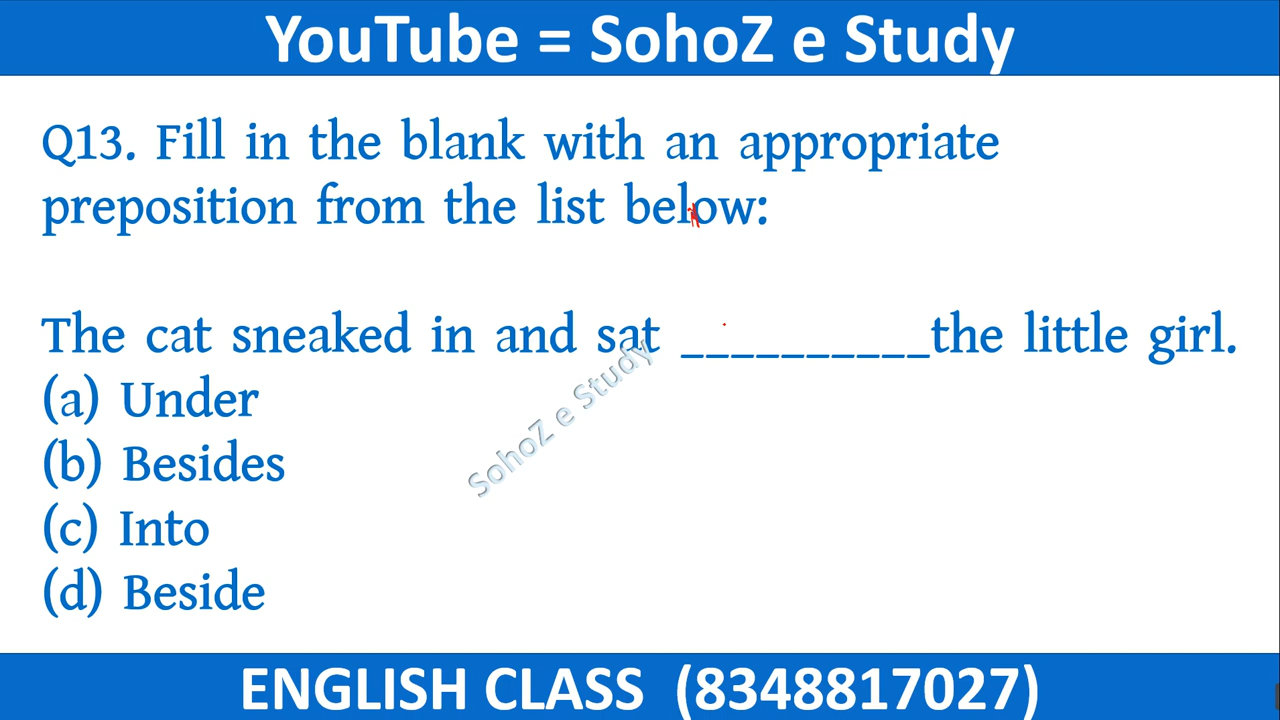 YouTube = SohoZ e Study
Q13. Fill in the blank with an appropriate
preposition from the list below:
The cat sneaked in and sat __________the little girl.
(a) Under
(b) Besides
(c) Into
(d) Beside
SohoZ e Study
ENGLISH CLASS (8348817027)